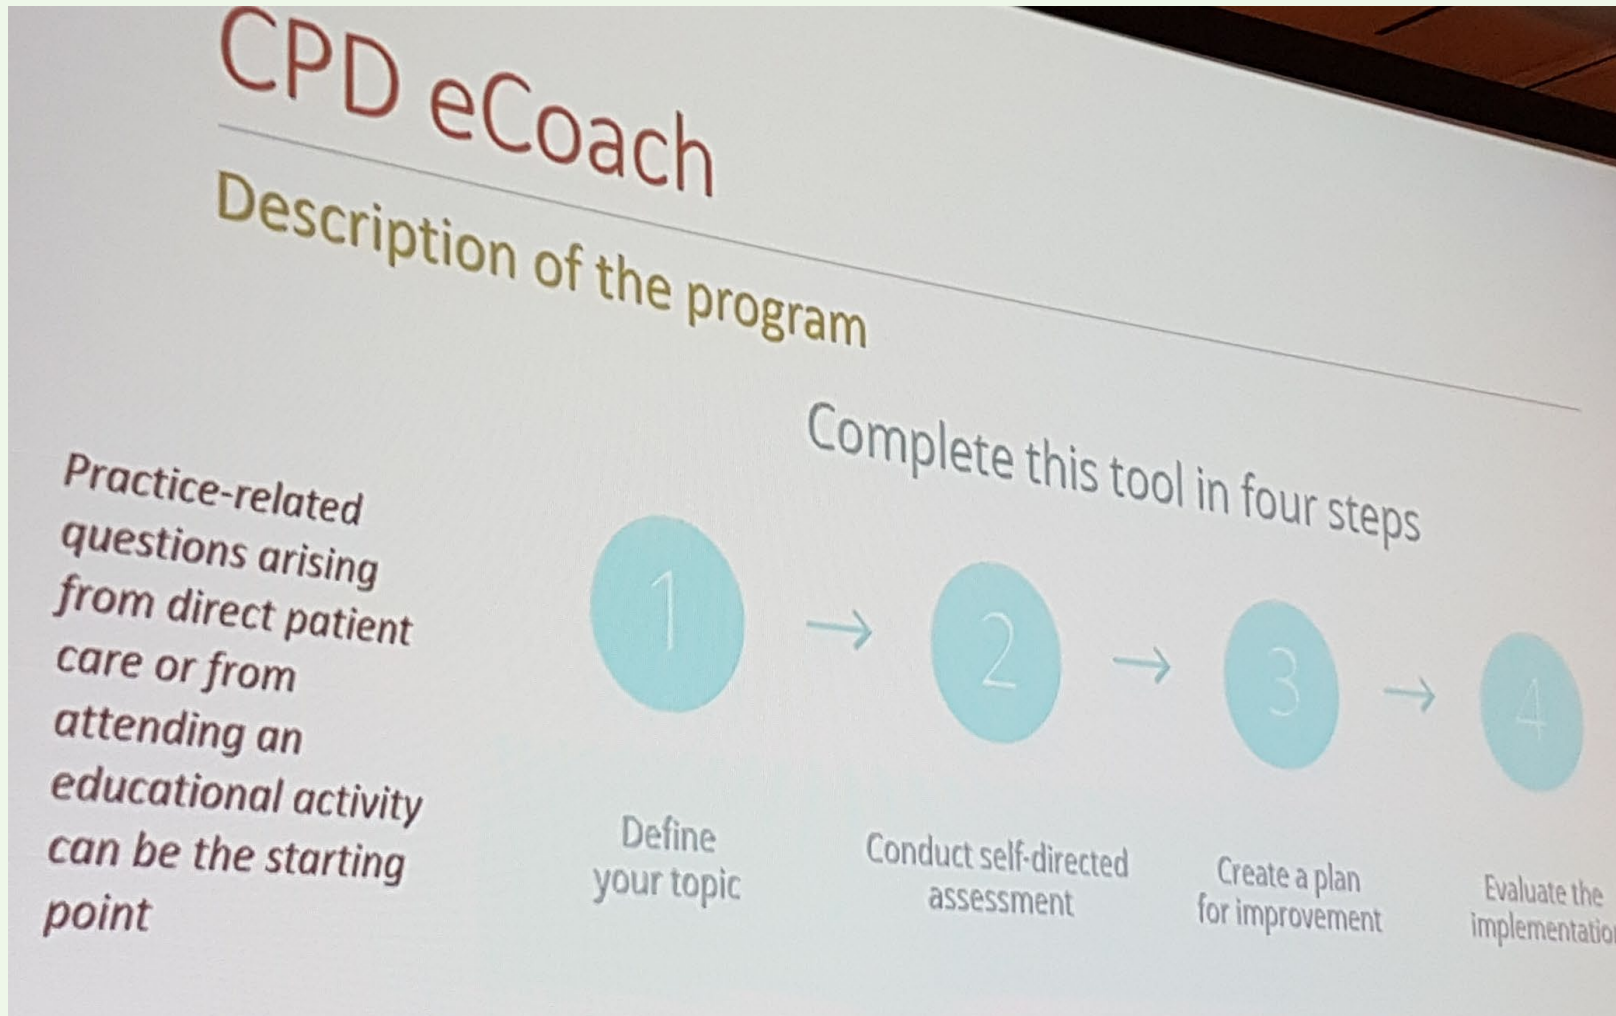 CPD eCoach
Description of the program
Practice-related
questions arising
from direct patient
care or from
attending an
educational activity
can be the starting
point
Complete this tool in four steps
1
2
3
4
Define
your topic
Conduct self-directed
assessment
Create a plan
for improvement
Evaluate the